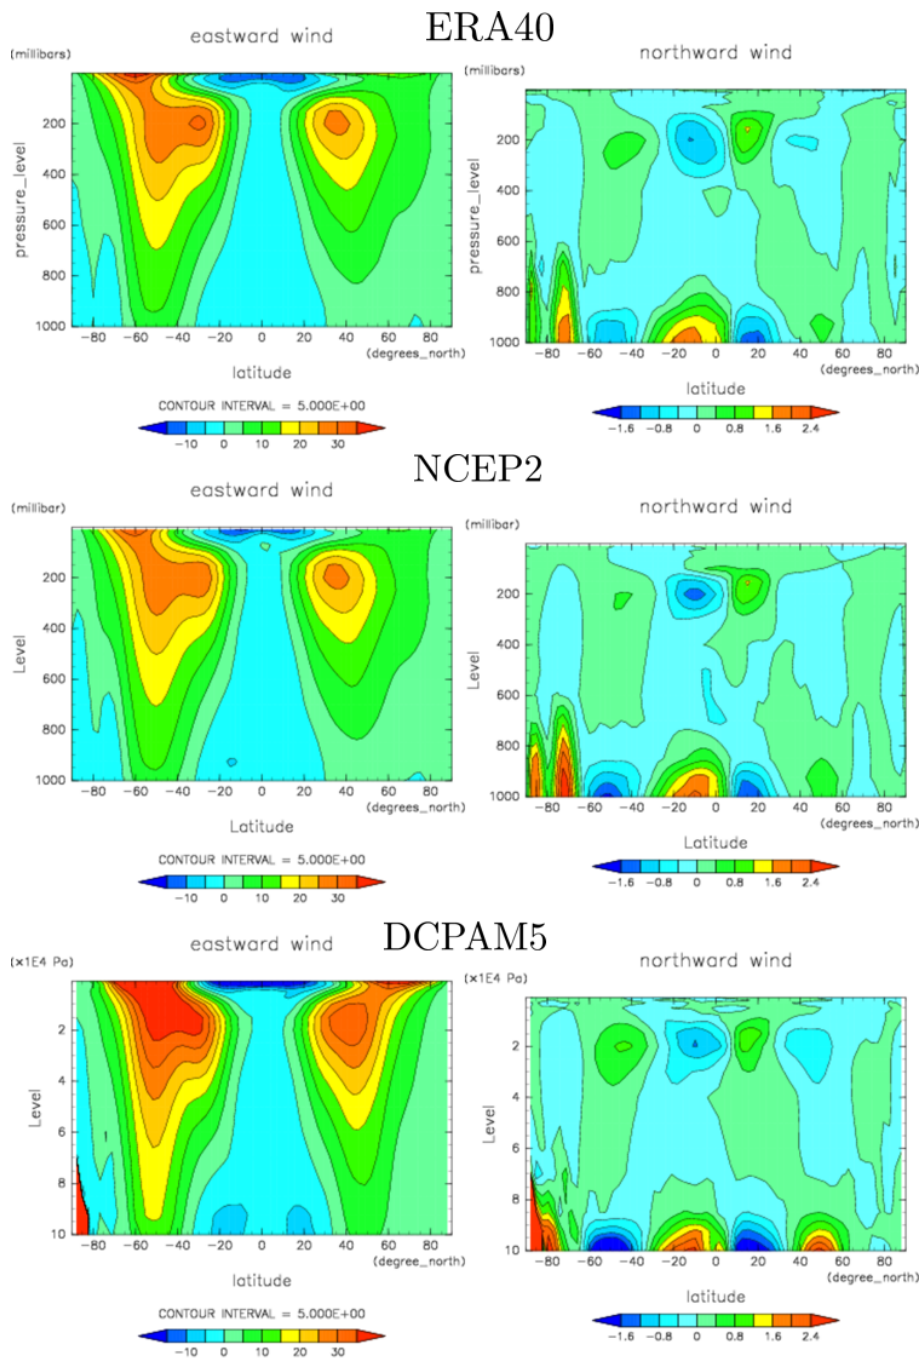 ERA40
eastward wind
(millibars)
pressure_level
200
400
600
800
1000
−80 −60 −40 −20 0 20 40 60 80
(degrees_north)
latitude
CONTOUR INTERVAL = 5.000E+00
−10 0 10 20 30
northward wind
(millibars)
pressure_level
200
400
600
800
1000
−80 −60 −40 −20 0 20 40 60 80
(degrees_north)
latitude
−1.6 −0.8 0 0.8 1.6 2.4
NCEP2
eastward wind
(millibar)
Level
200
400
600
800
1000
−80 −60 −40 −20 0 20 40 60 80
(degrees_north)
Latitude
CONTOUR INTERVAL = 5.000E+00
−10 0 10 20 30
northward wind
(millibar)
Level
200
400
600
800
1000
−80 −60 −40 −20 0 20 40 60 80
(degrees_north)
Latitude
−1.6 −0.8 0 0.8 1.6 2.4
DCPAM5
eastward wind
(×1E4 Pa)
Level
2
4
6
8
10
−80 −60 −40 −20 0 20 40 60 80
(degree_north)
latitude
CONTOUR INTERVAL = 5.000E+00
−10 0 10 20 30
northward wind
(×1E4 Pa)
Level
2
4
6
8
10
−80 −60 −40 −20 0 20 40 60 80
(degree_north)
latitude
−1.6 −0.8 0 0.8 1.6 2.4